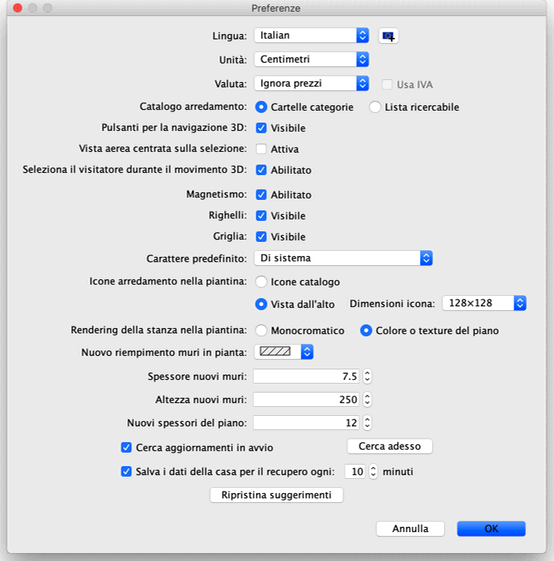 Preferenze
Lingua: Italian
Unità: Centimetri
Valuta: Ignora prezzi Usa IVA
Catalogo arredamento: Cartelle categorie Lista ricercabile
Pulsanti per la navigazione 3D: Visibile
Vista aerea centrata sulla selezione: Attiva
Seleziona il visitatore durante il movimento 3D: Abilitato
Magnetismo: Abilitato
Righelli: Visibile
Griglia: Visibile
Carattere predefinito: Di sistema
Icone arredamento nella piantina: Icone catalogo
Vista dall'alto Dimensioni icona: 128×128
Rendering della stanza nella piantina: Monocromatico Colore o texture del piano
Nuovo riempimento muri in pianta:
Spessore nuovi muri: 7.5
Altezza nuovi muri: 250
Nuovi spessori del piano: 12
Cerca aggiornamenti in avvio Cerca adesso
Salva i dati della casa per il recupero ogni: 10 minuti
Ripristina suggerimenti
Annulla OK